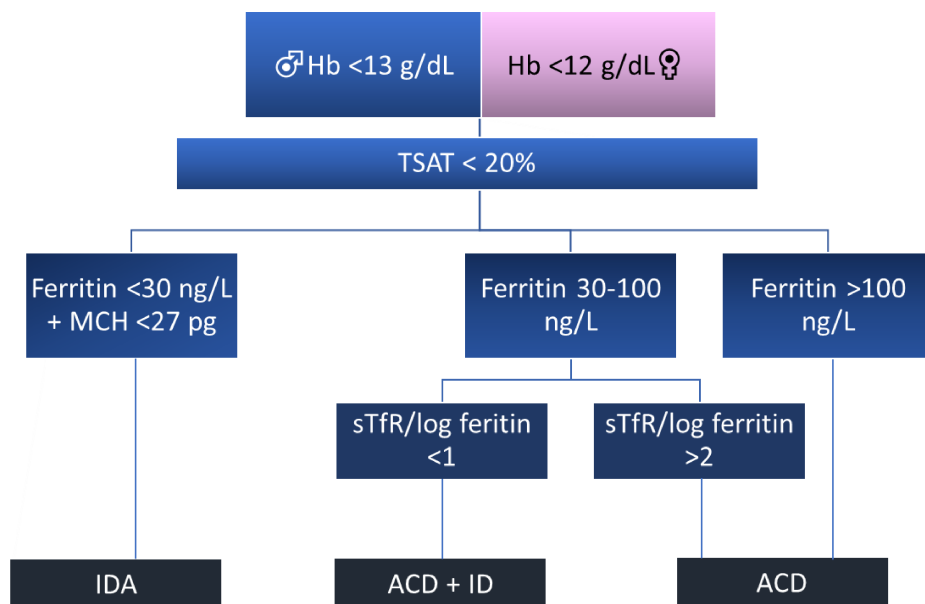 ♂ Hb <13 g/dL
Hb <12 g/dL ♀
TSAT < 20%
Ferritin <30 ng/L
+ MCH <27 pg
Ferritin 30-100
ng/L
Ferritin >100
ng/L
sTfR/log feritin
<1
sTfR/log ferritin
>2
IDA
ACD + ID
ACD